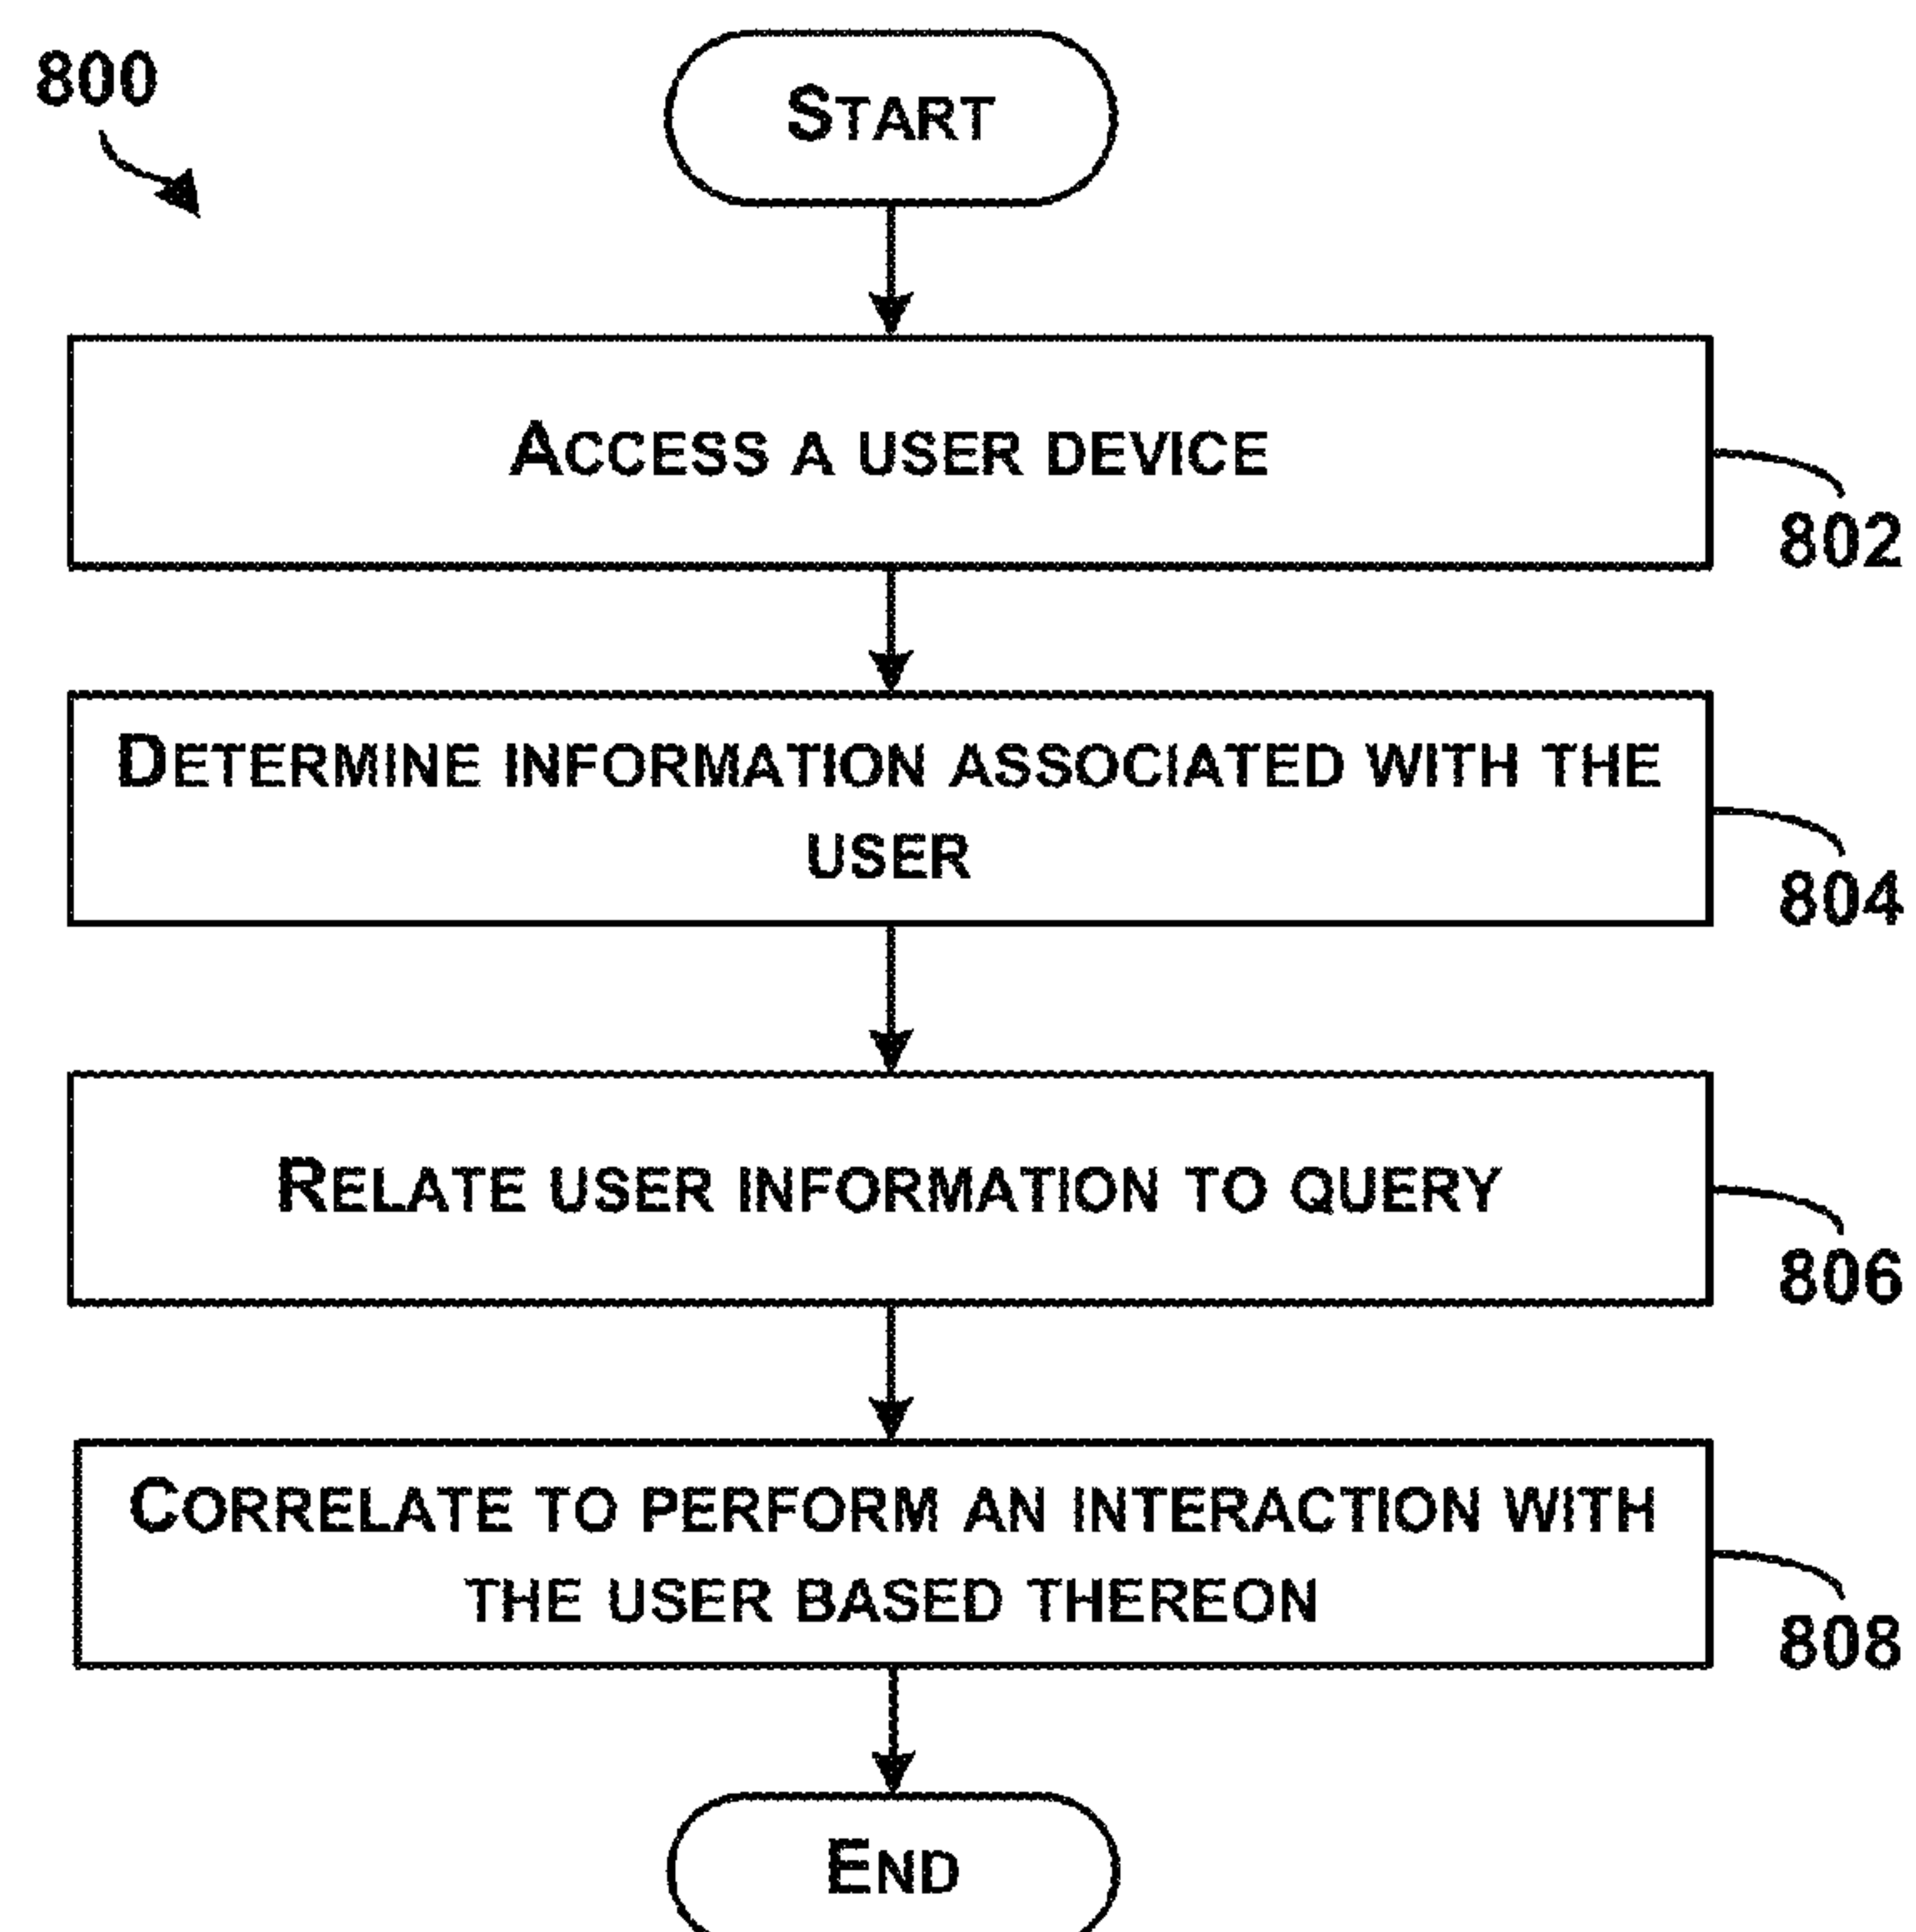 800
START
ACCESS A USER DEVICE
802
DETERMINE INFORMATION ASSOCIATED WITH THE
USER
804
RELATE USER INFORMATION TO QUERY
806
CORRELATE TO PERFORM AN INTERACTION WITH
THE USER BASED THEREON
808
END